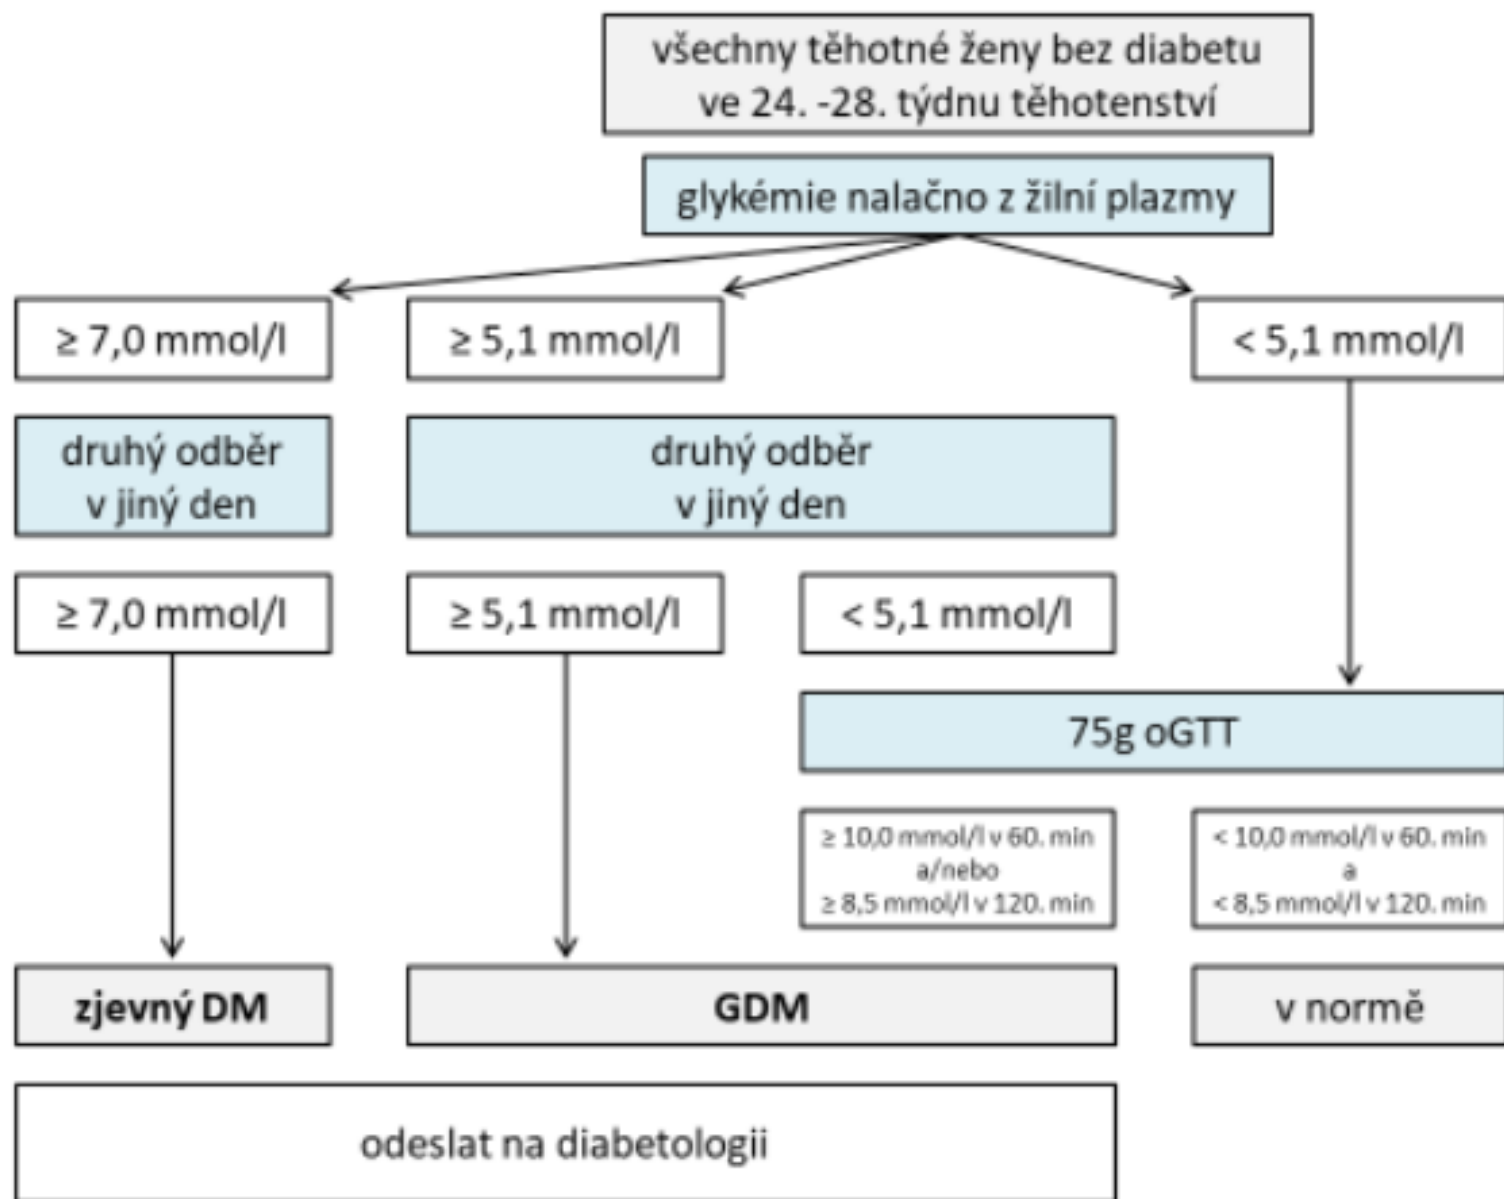 všechny těhotné ženy bez diabetu
ve 24. -28. týdnu těhotenství
glykémie nalačno z žilní plazmy
≥ 7,0 mmol/l
≥ 5,1 mmol/l
< 5,1 mmol/l
druhý odběr
v jiný den
druhý odběr
v jiný den
≥ 7,0 mmol/l
≥ 5,1 mmol/l
< 5,1 mmol/l
75g oGTT
≥ 10,0 mmol/l v 60. min
a/nebo
≥ 8,5 mmol/l v 120. min
< 10,0 mmol/l v 60. min
a
< 8,5 mmol/l v 120. min
zjevný DM
GDM
v normě
odeslat na diabetologii